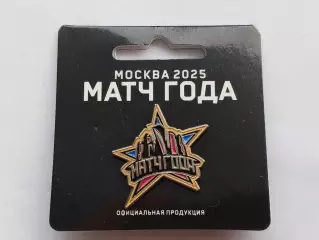 МОСКВА 2025
МАТЧ ГОДА
МАТЧ ГОДА
ОФИЦИАЛЬНАЯ ПРОДУКЦИЯ